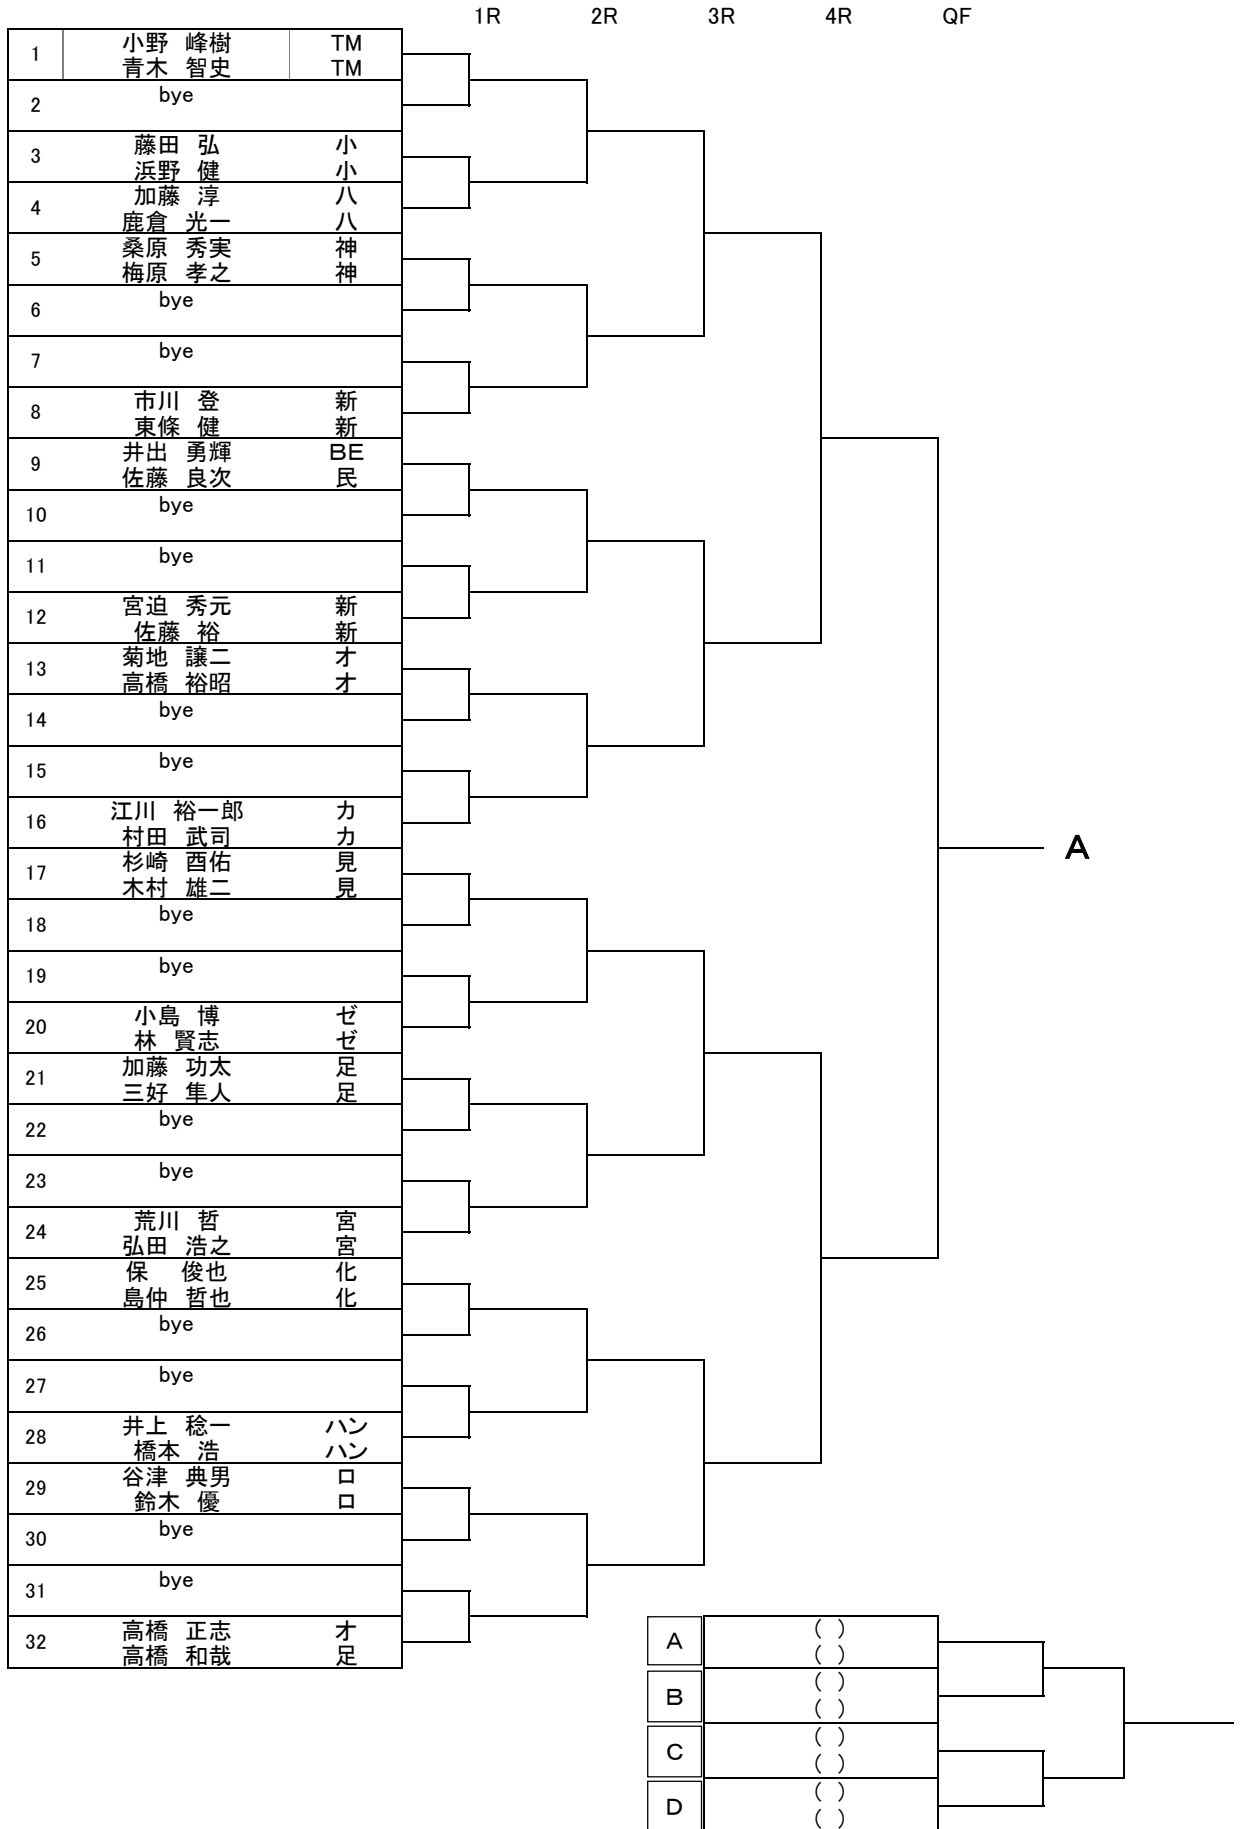 1R 2R 3R 4R QF
1 小野 峰樹 TM
青木 智史 TM
2 bye
3 藤田 弘 小
浜野 健 小
4 加藤 淳 八
鹿倉 光一 八
5 桑原 秀実 神
梅原 孝之 神
6 bye
7 bye
8 市川 登 新
東條 健 新
9 井出 勇輝 BE
佐藤 良次 民
10 bye
11 bye
12 宮迫 秀元 新
佐藤 裕 新
13 菊地 譲二 オ
高橋 裕昭 オ
14 bye
15 bye
16 江川 裕一郎 カ
村田 武司 カ
17 杉崎 酉佑 見
木村 雄二 見
18 bye
19 bye
20 小島 博 ゼ
林 賢志 ゼ
21 加藤 功太 足
三好 隼人 足
22 bye
23 bye
24 荒川 哲 宮
弘田 浩之 宮
25 保 俊也 化
島仲 哲也 化
26 bye
27 bye
28 井上 稔一 ハン
橋本 浩 ハン
29 谷津 典男 ロ
鈴木 優 ロ
30 bye
31 bye
32 高橋 正志 オ
高橋 和哉 足
A
A ( )
( )
B ( )
( )
C ( )
( )
D ( )
( )